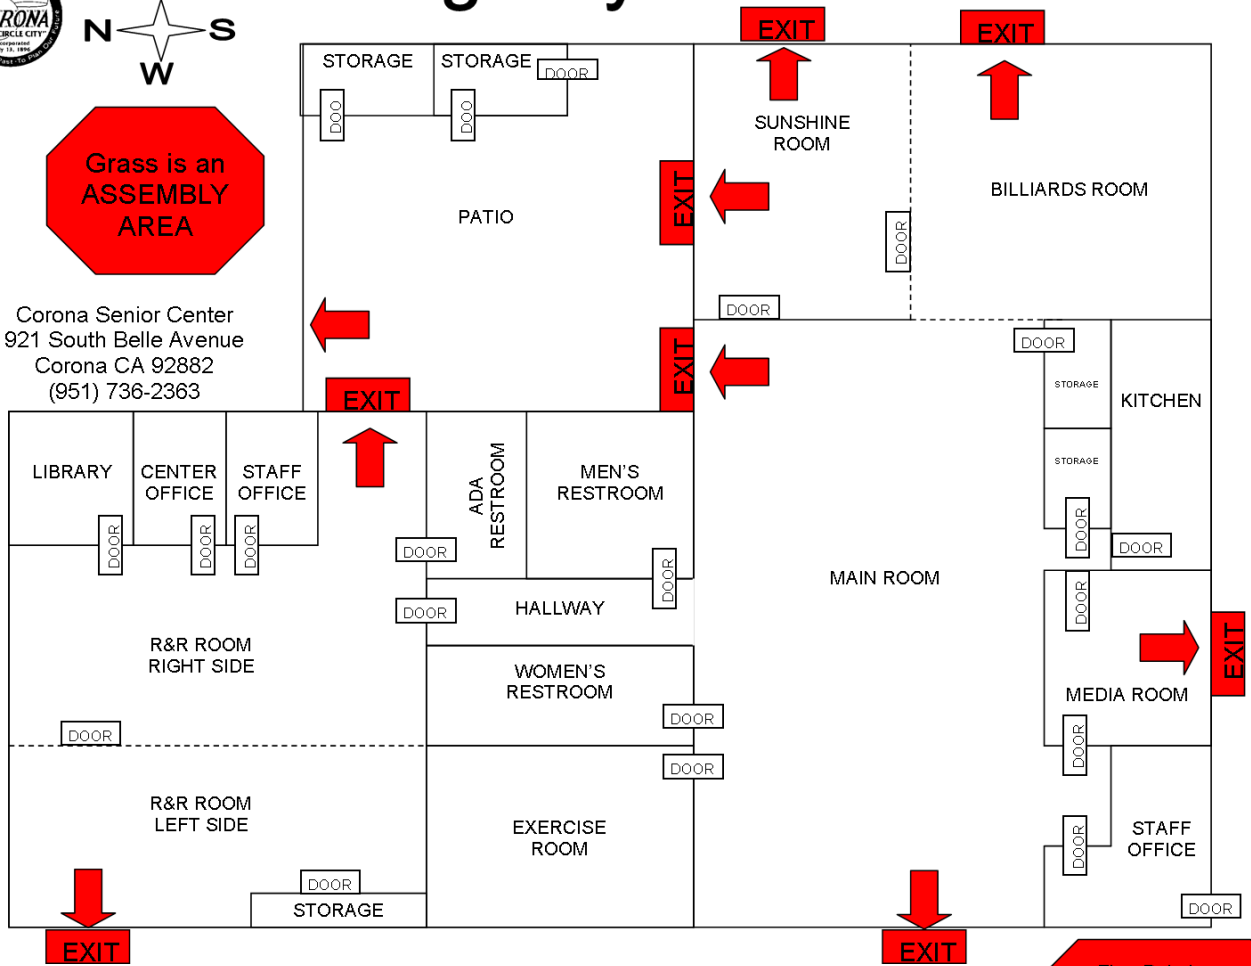 RONA
CIRCLE CITY"
N
S
W
EXIT
EXIT
STORAGE
STORAGE
DOOR
DOO
DOO
SUNSHINE
ROOM
Grass is an
ASSEMBLY
AREA
EXIT
BILLIARDS ROOM
PATIO
DOOR
DOOR
Corona Senior Center
921 South Belle Avenue
Corona CA 92882
(951) 736-2363
EXIT
DOOR
STORAGE
KITCHEN
EXIT
LIBRARY
CENTER
OFFICE
STAFF
OFFICE
ADA
RESTROOM
MEN'S
RESTROOM
STORAGE
DOOR
DOOR
DOOR
DOOR
DOOR
DOOR
DOOR
MAIN ROOM
DOOR
DOOR
HALLWAY
DOOR
R&R ROOM
RIGHT SIDE
WOMEN'S
RESTROOM
EXIT
MEDIA ROOM
DOOR
DOOR
DOOR
DOOR
R&R ROOM
LEFT SIDE
EXERCISE
ROOM
DOOR
STAFF
OFFICE
DOOR
STORAGE
DOOR
EXIT
EXIT